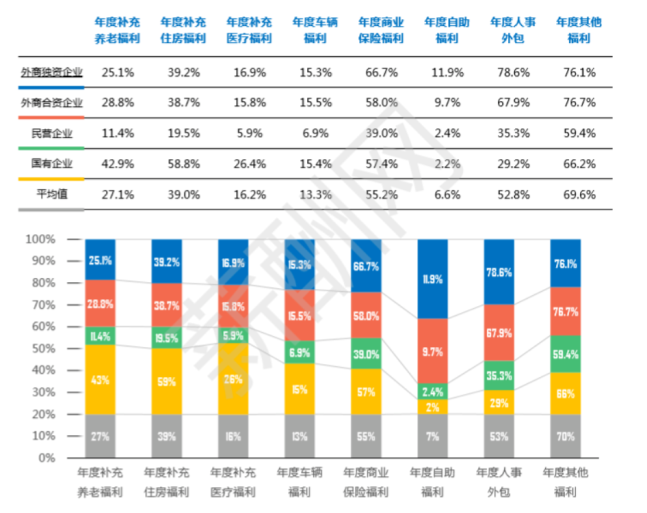 年度补充 年度补充 年度补充 年度车辆 年度商业 年度自助 年度人事 年度其他
养老福利 住房福利 医疗福利 福利 保险福利 福利 外包 福利
外商独资企业 25.1% 39.2% 16.9% 15.3% 66.7% 11.9% 78.6% 76.1%
外商合资企业 28.8% 38.7% 15.8% 15.5% 58.0% 9.7% 67.9% 76.7%
民营企业 11.4% 19.5% 5.9% 6.9% 39.0% 2.4% 35.3% 59.4%
国有企业 42.9% 58.8% 26.4% 15.4% 57.4% 2.2% 29.2% 66.2%
平均值 27.1% 39.0% 16.2% 13.3% 55.2% 6.6% 52.8% 69.6%
薪酬网
100%
90% 25.1% 39.2% 16.9% 15.3% 66.7% 11.9% 78.6% 76.1%
80%
70% 28.8% 38.7% 15.8% 15.5% 58.0% 9.7% 67.9% 76.7%
60%
50% 11.4% 19.5% 5.9% 6.9% 39.0% 2.4% 35.3% 59.4%
40%
30% 43% 59% 26% 15% 57% 2% 29% 66%
20%
10% 27% 39% 16% 13% 55% 7% 53% 70%
0%
年度补充 年度补充 年度补充 年度车辆 年度商业 年度自助 年度人事 年度其他
养老福利 住房福利 医疗福利 福利 保险福利 福利 外包 福利